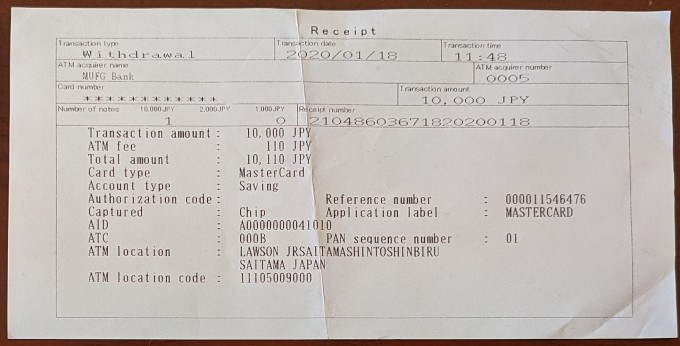 Receipt
Transaction type Transaction date Transaction time
Withdrawal 2020/01/18 11:48
ATM acquirer name ATM acquirer number
MUFG Bank 0005
Card number Transaction amount
************ 10,000 JPY
Number of notes 10,000JPY 2,000JPY 1,000JPY Receipt number
1 0 21048603671820200118
Transaction amount: 10,000 JPY
ATM fee : 110 JPY
Total amount : 10,110 JPY
Card type : MasterCard
Account type : Saving
Authorization code: Reference number : 000011546476
Captured : Chip Application label : MASTERCARD
AID : A0000000041010
ATC : 000B PAN sequence number : 01
ATM location : LAWSON JRSAITAMASHINTOSHINBIRU
SAITAMA JAPAN
ATM location code : 11105009000